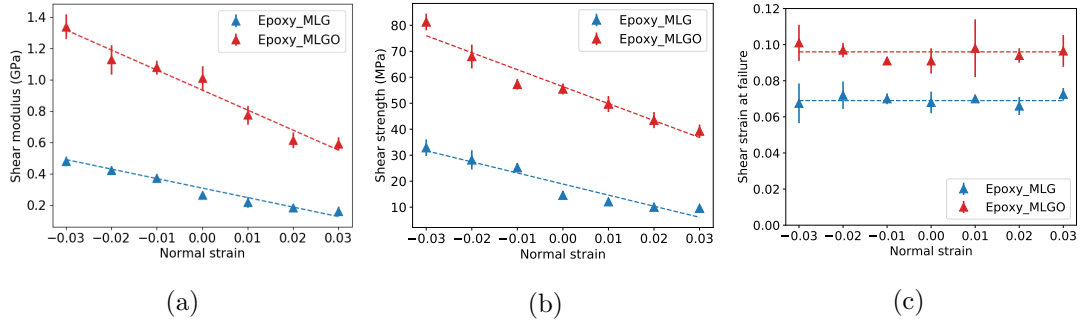 Shear modulus (GPa)
1.4
1.2
1.0
0.8
0.6
0.4
0.2
−0.03 −0.02 −0.01 0.00 0.01 0.02 0.03
Normal strain
Epoxy_MLG
Epoxy_MLGO
(a)
Shear strength (MPa)
80
70
60
50
40
30
20
10
−0.03 −0.02 −0.01 0.00 0.01 0.02 0.03
Normal strain
Epoxy_MLG
Epoxy_MLGO
(b)
Shear strain at failure
0.12
0.10
0.08
0.06
0.04
0.02
0.00
−0.03 −0.02 −0.01 0.00 0.01 0.02 0.03
Normal strain
Epoxy_MLG
Epoxy_MLGO
(c)